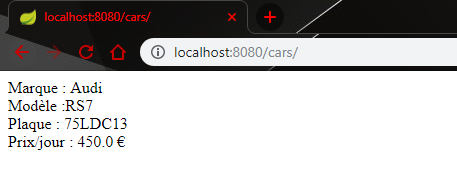 localhost:8080/cars/
localhost:8080/cars/
Marque : Audi
Modèle :RS7
Plaque : 75LDC13
Prix/jour : 450.0 €